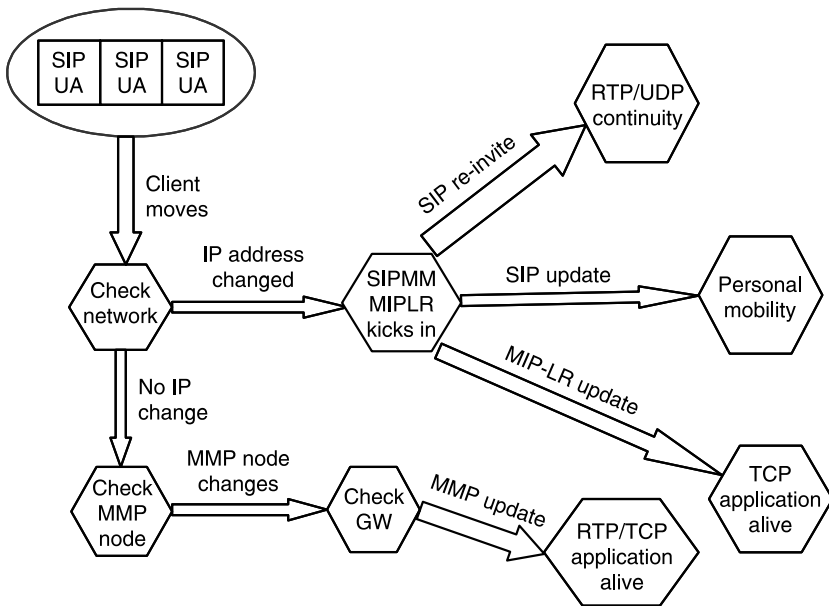 SIP UA
SIP UA
SIP UA
Client
moves
Check
network
IP address
changed
SIPMM
MIPLR
kicks in
SIP re-invite
RTP/UDP
continuity
SIP update
Personal
mobility
MIP-LR update
TCP
application
alive
No IP
change
Check
MMP
node
MMP node
changes
Check
GW
MMP update
RTP/TCP
application
alive